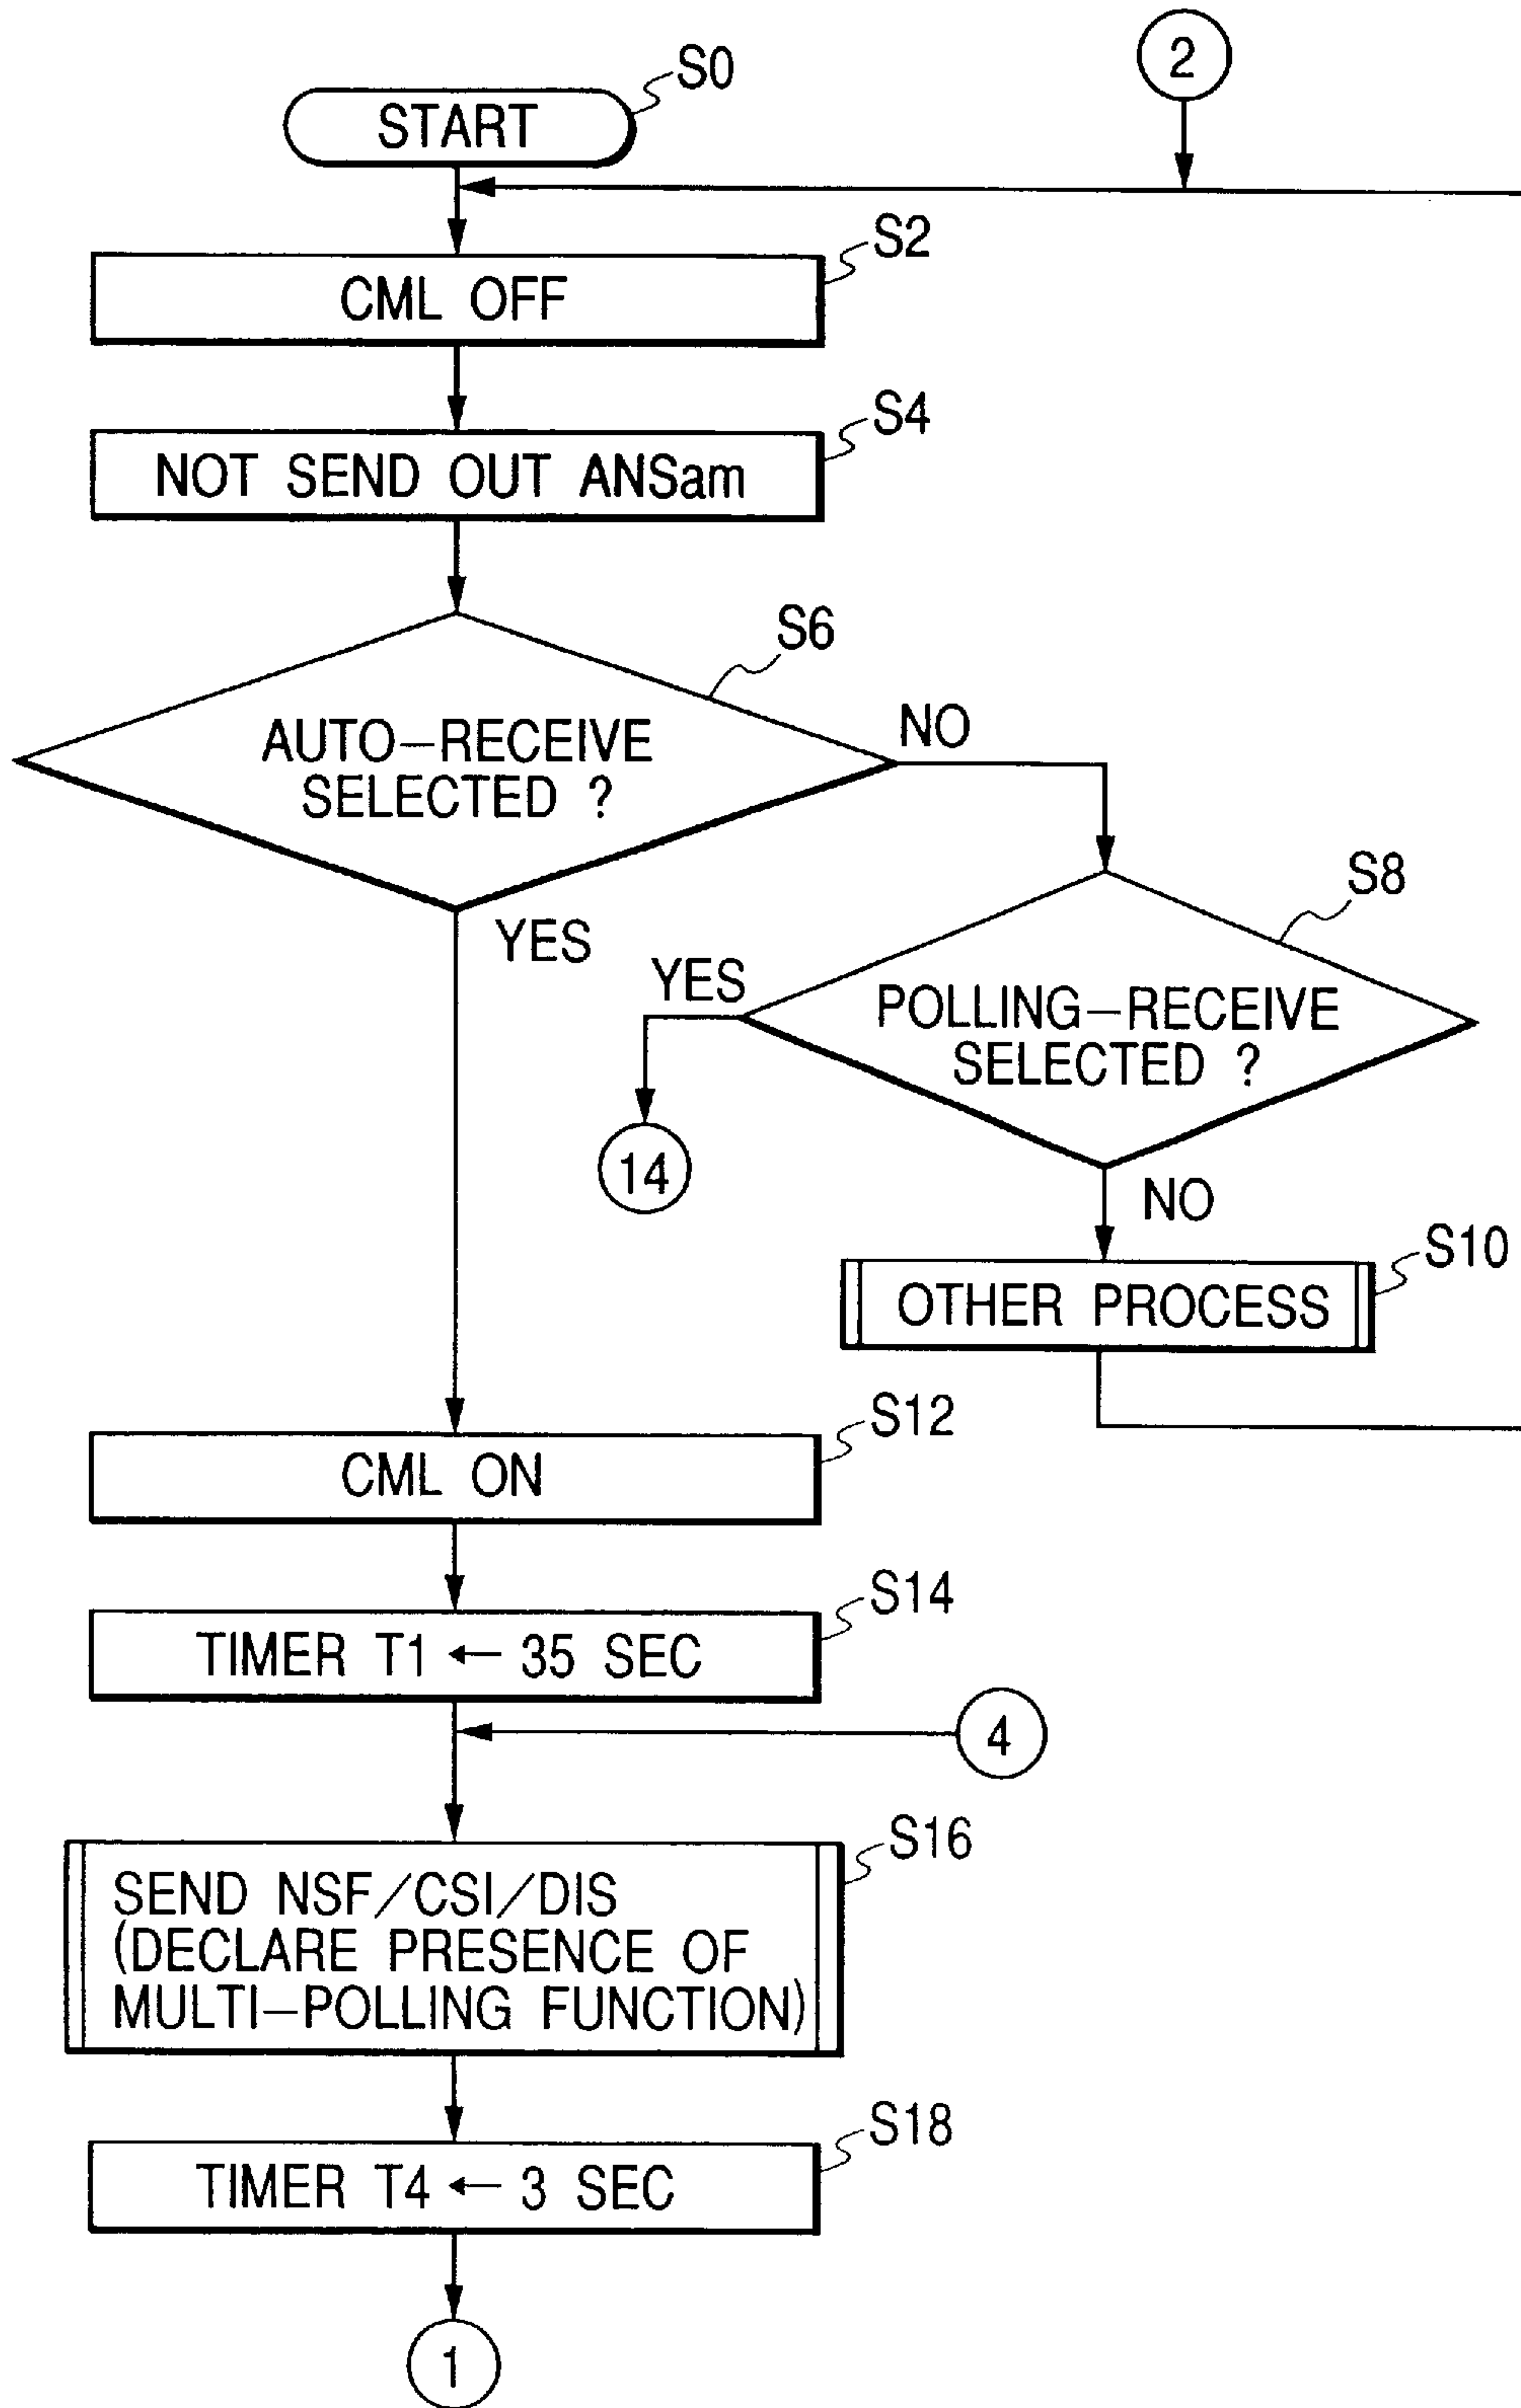 S0
2
START
S2
CML OFF
S4
NOT SEND OUT ANSam
S6
AUTO-RECEIVE
SELECTED ?
NO
YES
S8
YES
POLLING-RECEIVE
SELECTED ?
14
NO
S10
OTHER PROCESS
S12
CML ON
S14
TIMER T1 ← 35 SEC
4
S16
SEND NSF/CSI/DIS
(DECLARE PRESENCE OF
MULTI-POLLING FUNCTION)
S18
TIMER T4 ← 3 SEC
1